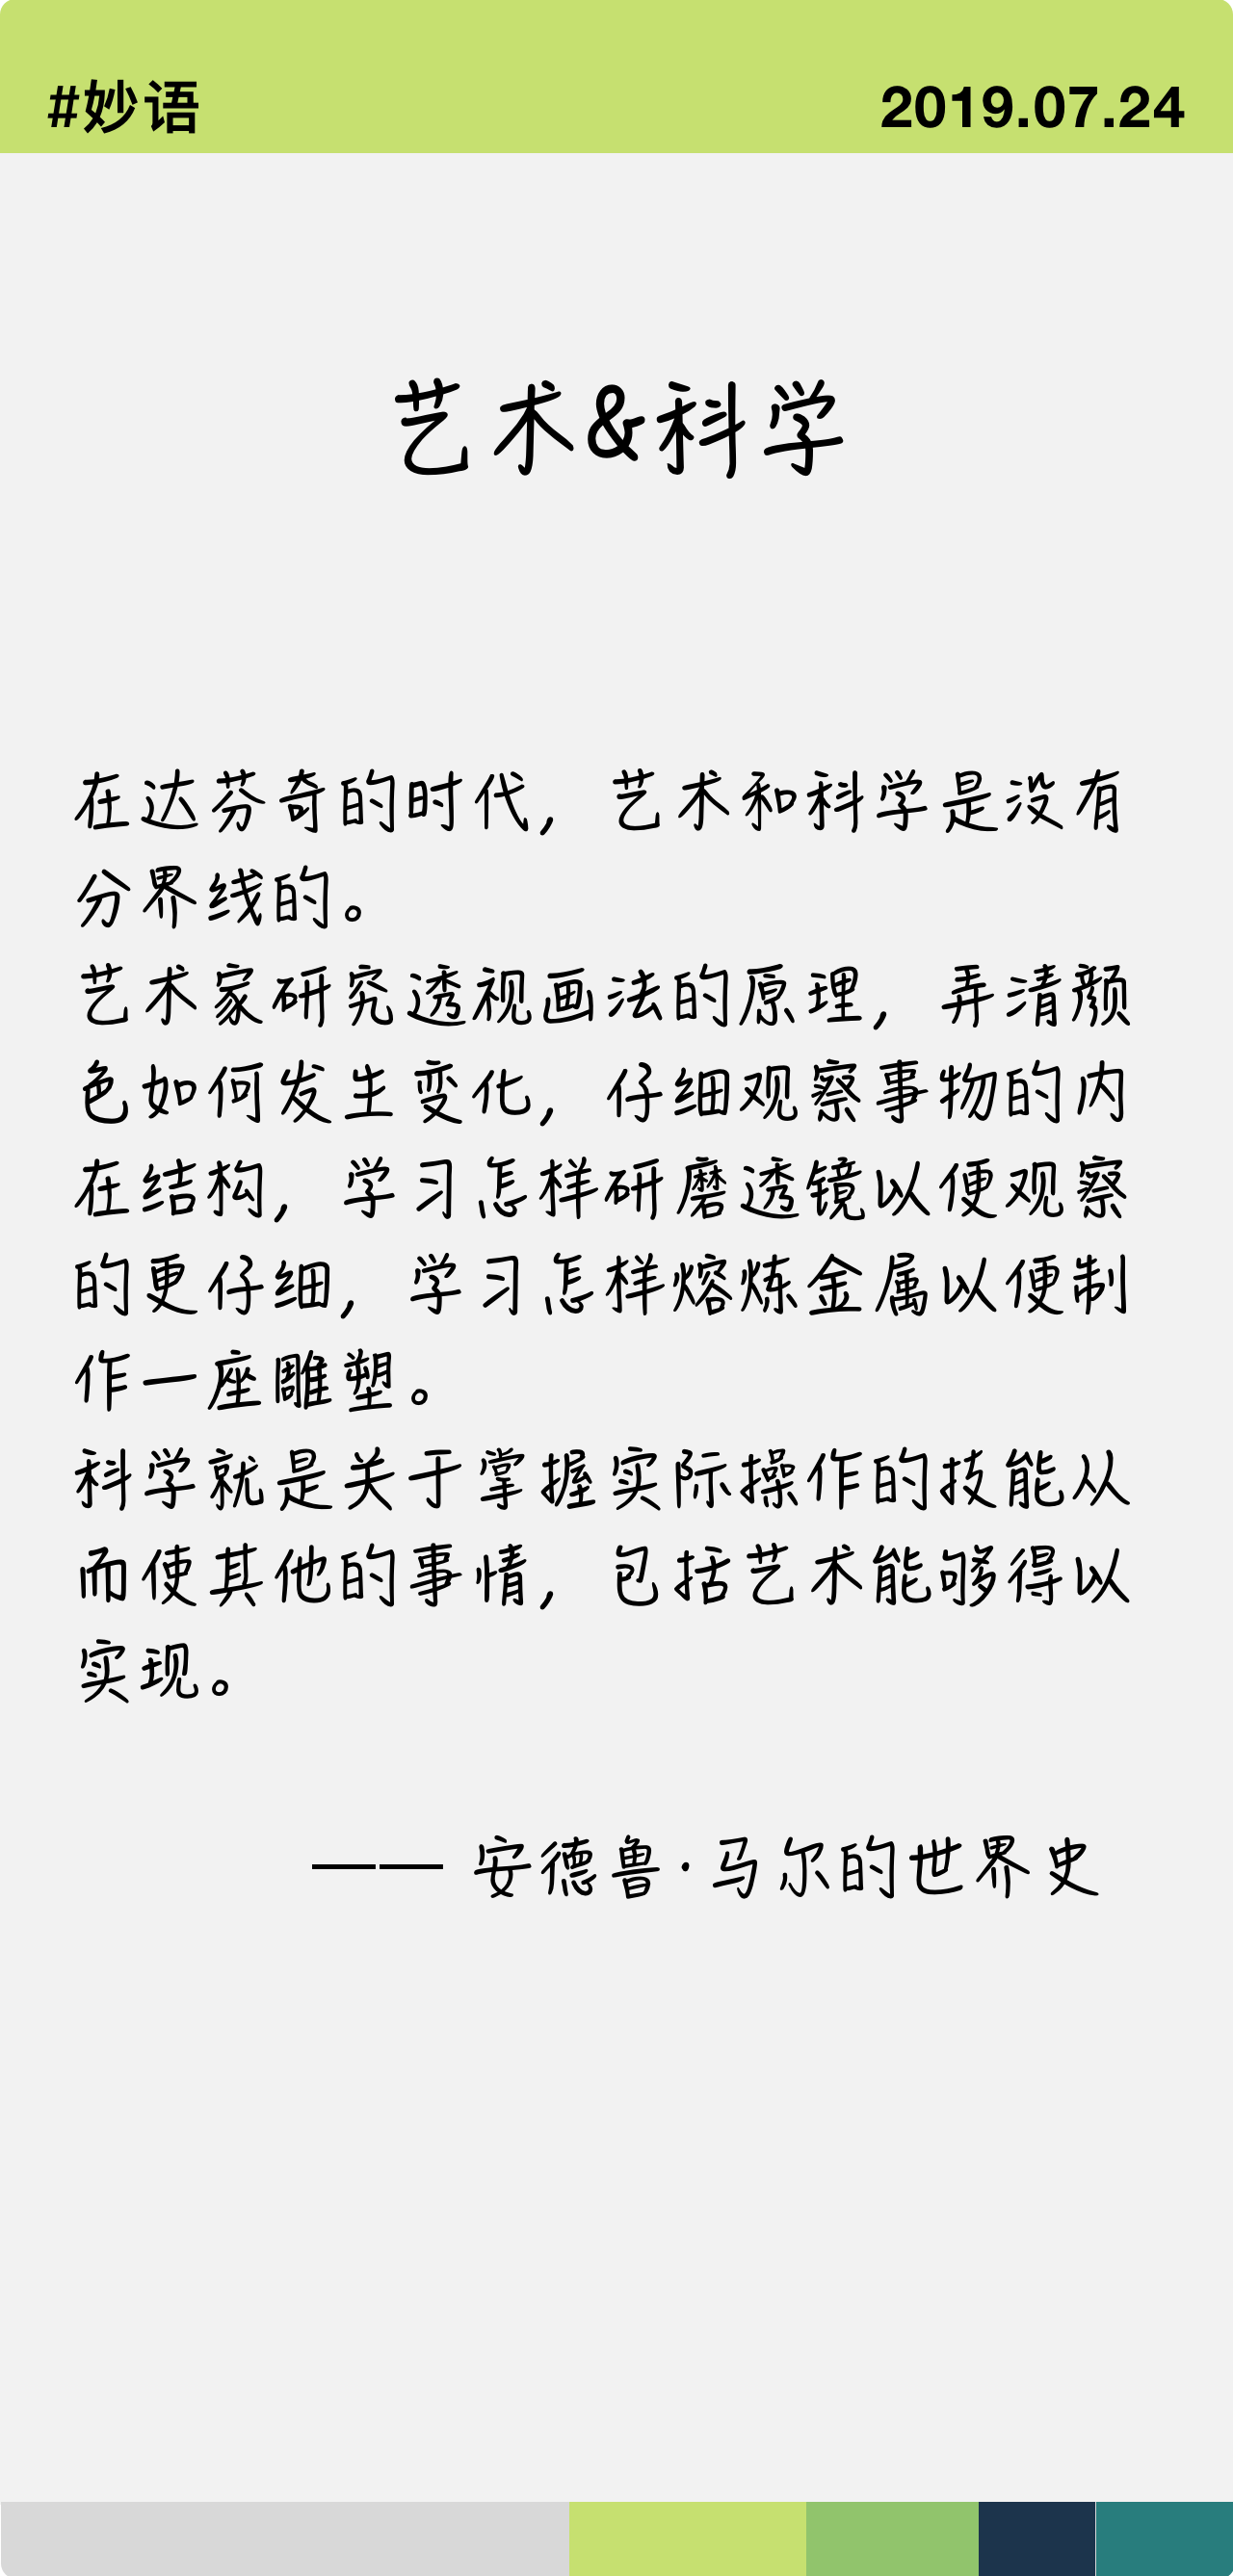 #妙语
2019.07.24
艺术&科学
在达芬奇的时代，艺术和科学是没有
分界线的。
艺术家研究透视画法的原理，弄清颜
色如何发生变化，仔细观察事物的内
在结构，学习怎样研磨透镜以便观察
的更仔细，学习怎样熔炼金属以便制
作一座雕塑。
科学就是关于掌握实际操作的技能从
而使其他的事情，包括艺术能够得以
实现。
—— 安德鲁·马尔的世界史